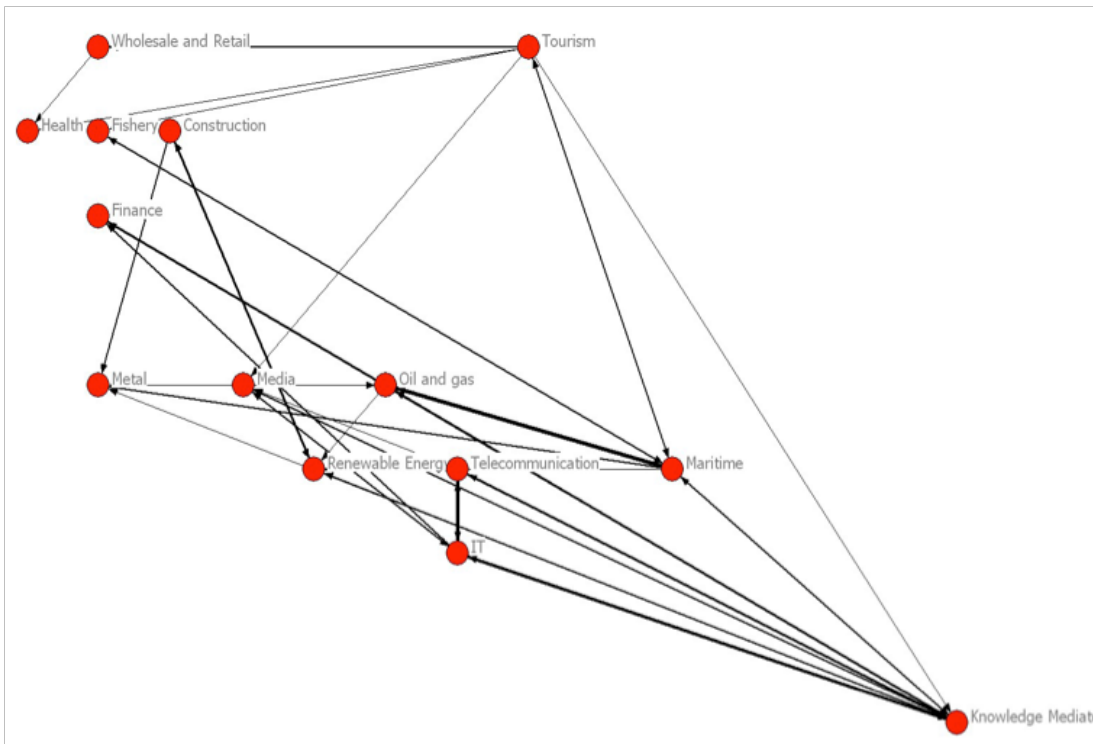 Wholesale and Retail
Tourism
Health
Fishery
Construction
Finance
Metal
Media
Oil and gas
Renewable Energy
Telecommunication
Maritime
IT
Knowledge Mediat